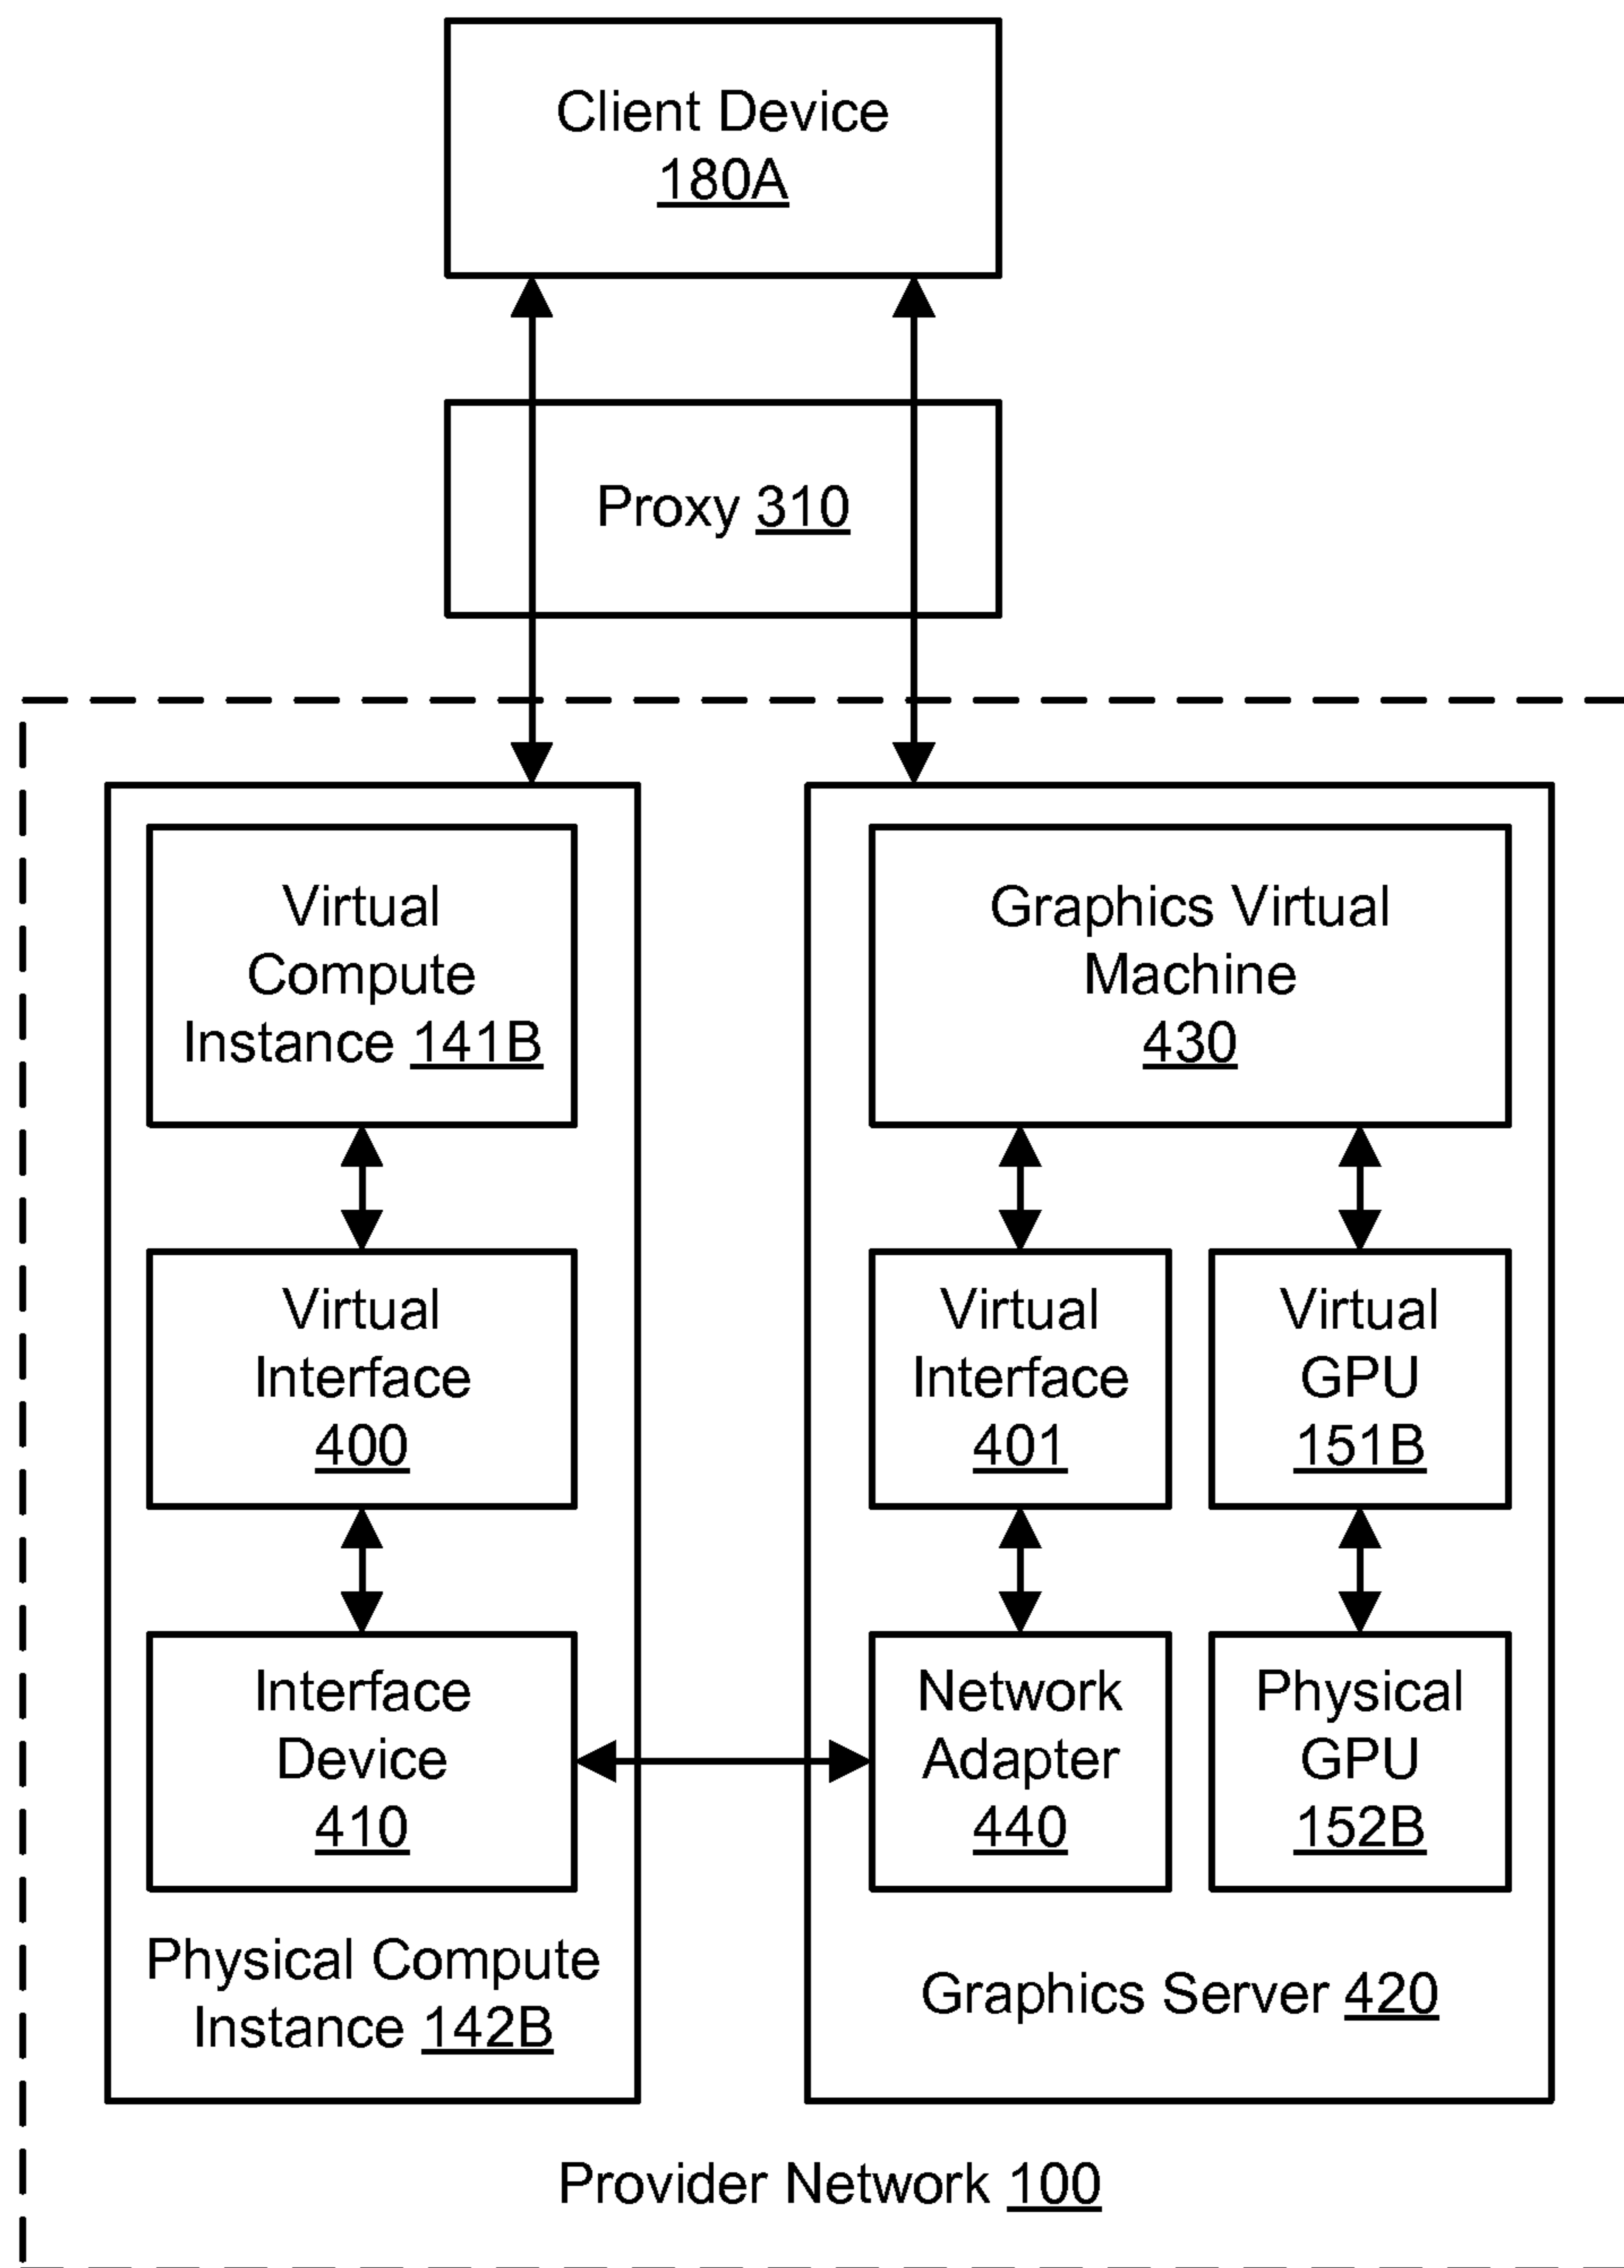 Client Device
180A
Proxy 310
Virtual
Compute
Instance 141B
Graphics Virtual
Machine
430
Virtual
Interface
400
Virtual
Interface
401
Virtual
GPU
151B
Interface
Device
410
Network
Adapter
440
Physical
GPU
152B
Physical Compute
Instance 142B
Graphics Server 420
Provider Network 100